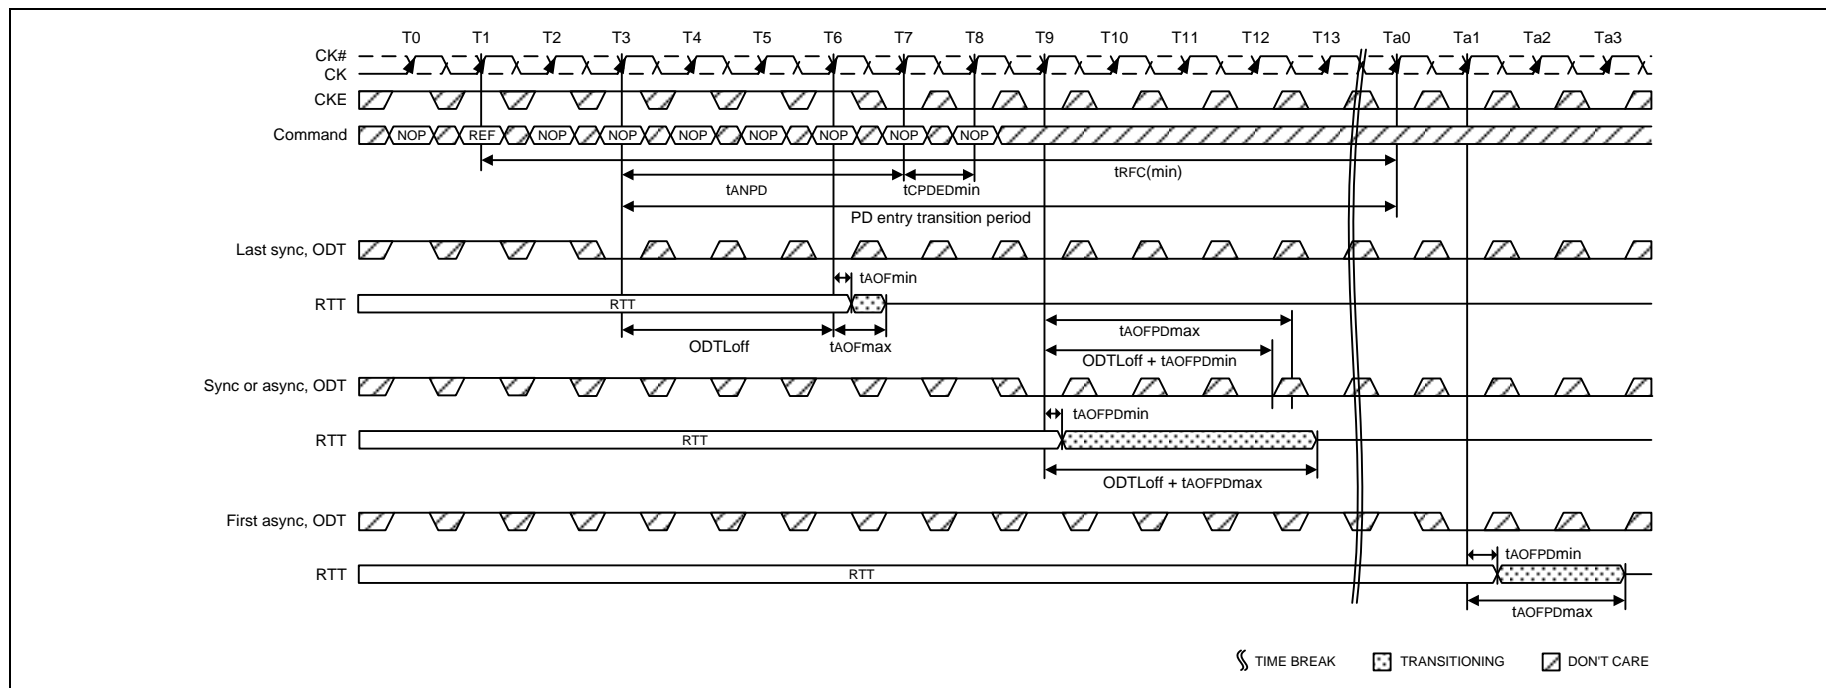 T0 T1 T2 T3 T4 T5 T6 T7 T8 T9 T10 T11 T12 T13 Ta0 Ta1 Ta2 Ta3
CK#
CK
CKE
Command NOP REF NOP NOP NOP NOP NOP NOP NOP
tRFC(min)
tANPD tCPDEDmin
PD entry transition period
Last sync, ODT
tAOFmin
RTT RTT
tAOFPDmax
ODTLoff tAOFmax
ODTLoff + tAOFPDmin
Sync or async, ODT
tAOFPDmin
RTT RTT
ODTLoff + tAOFPDmax
First async, ODT
tAOFPDmin
RTT RTT
tAOFPDmax
TIME BREAK TRANSITIONING DON'T CARE